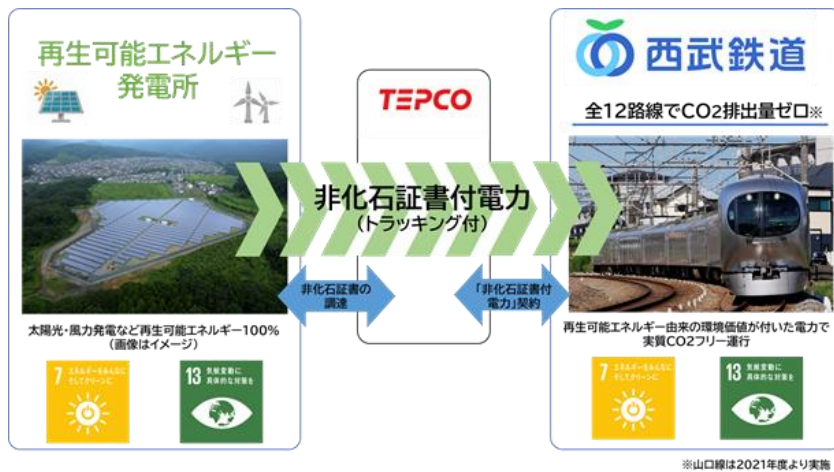 再生可能エネルギー
発電所
太陽光・風力発電など再生可能エネルギー100%
(画像はイメージ)
7 エネルギーをみんなに
そしてクリーンに
13 気候変動に
具体的な対策を
TEPCO
非化石証書付電力
(トラッキング付)
非化石証書の
調達
「非化石証書付
電力」契約
西武鉄道
全12路線でCO2排出量ゼロ※
再生可能エネルギー由来の環境価値が付いた電力で
実質CO2フリー運行
7 エネルギーをみんなに
そしてクリーンに
13 気候変動に
具体的な対策を
※山口線は2021年度より実施